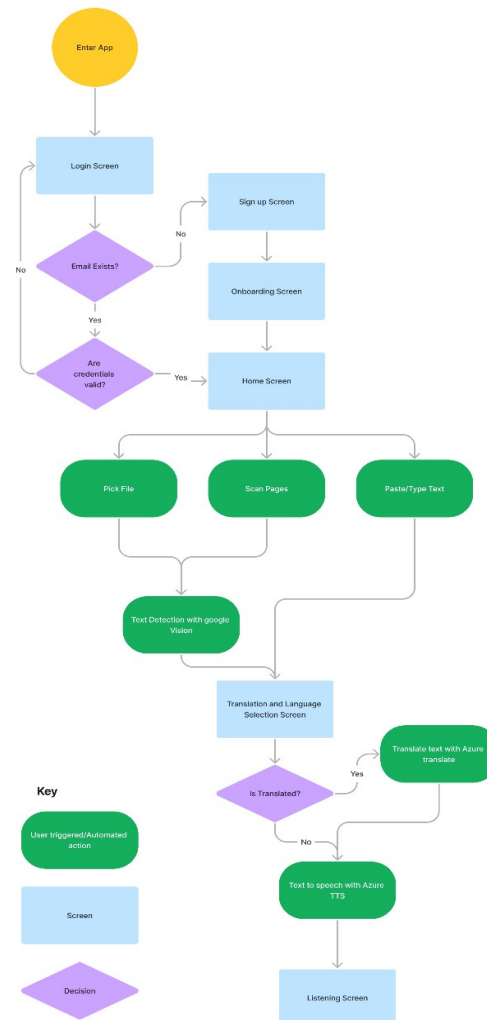 Enter App
Login Screen
Sign up Screen
No
Email Exists?
No
Onboarding Screen
Yes
Are
credentials
valid?
Yes
Home Screen
Pick File
Scan Pages
Paste/Type Text
Text Detection with google
Vision
Translation and Language
Selection Screen
Translate text with Azure
translate
Yes
Is Translated?
No
Text to speech with Azure
TTS
Listening Screen
Key
User triggered/Automated
action
Screen
Decision